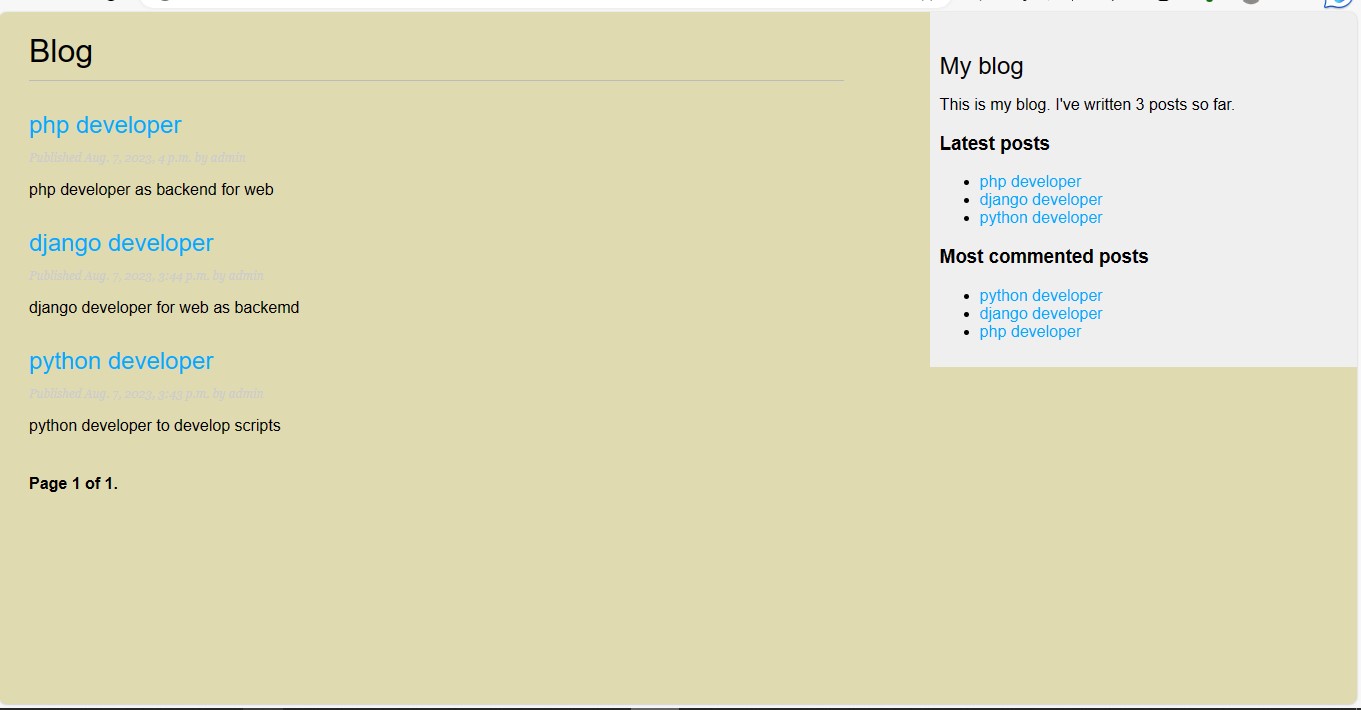 Blog
php developer
Published Aug. 7, 2023, 4 p.m. by admin
php developer as backend for web
django developer
Published Aug. 7, 2023, 3:44 p.m. by admin
django developer for web as backemd
python developer
Published Aug. 7, 2023, 3:43 p.m. by admin
python developer to develop scripts
Page 1 of 1.
My blog
This is my blog. I've written 3 posts so far.
Latest posts
php developer
django developer
python developer
Most commented posts
python developer
django developer
php developer